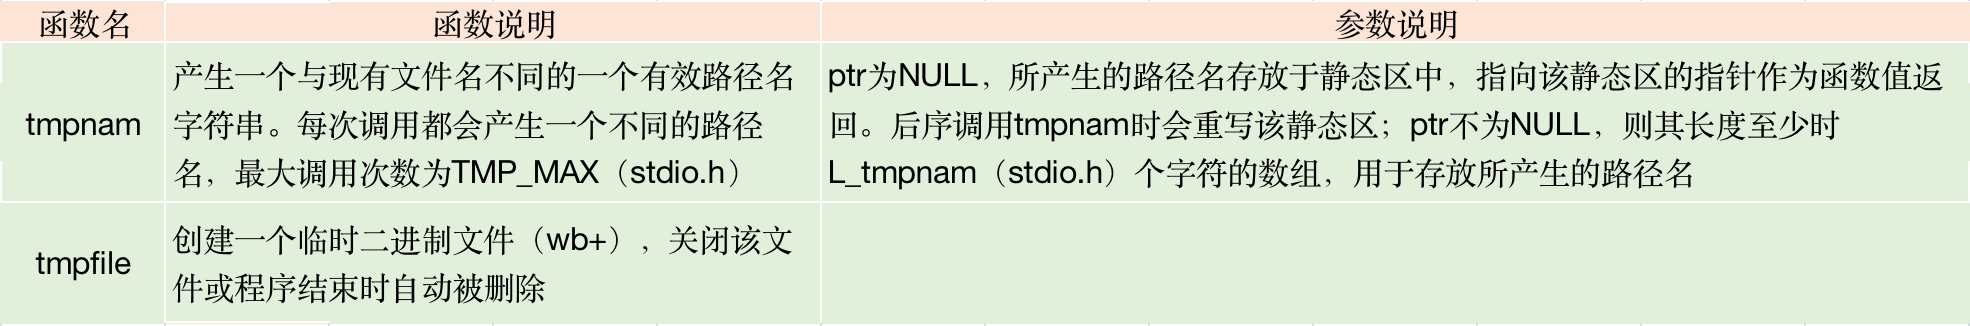 函数名
函数说明
参数说明
tmpnam
产生一个与现有文件名不同的一个有效路径名
字符串。每次调用都会产生一个不同的路径
名，最大调用次数为TMP_MAX（stdio.h）
ptr为NULL，所产生的路径名存放于静态区中，指向该静态区的指针作为函数值返
回。后序调用tmpnam时会重写该静态区；ptr不为NULL，则其长度至少时
L_tmpnam（stdio.h）个字符的数组，用于存放所产生的路径名
tmpfile
创建一个临时二进制文件（wb+），关闭该文
件或程序结束时自动被删除